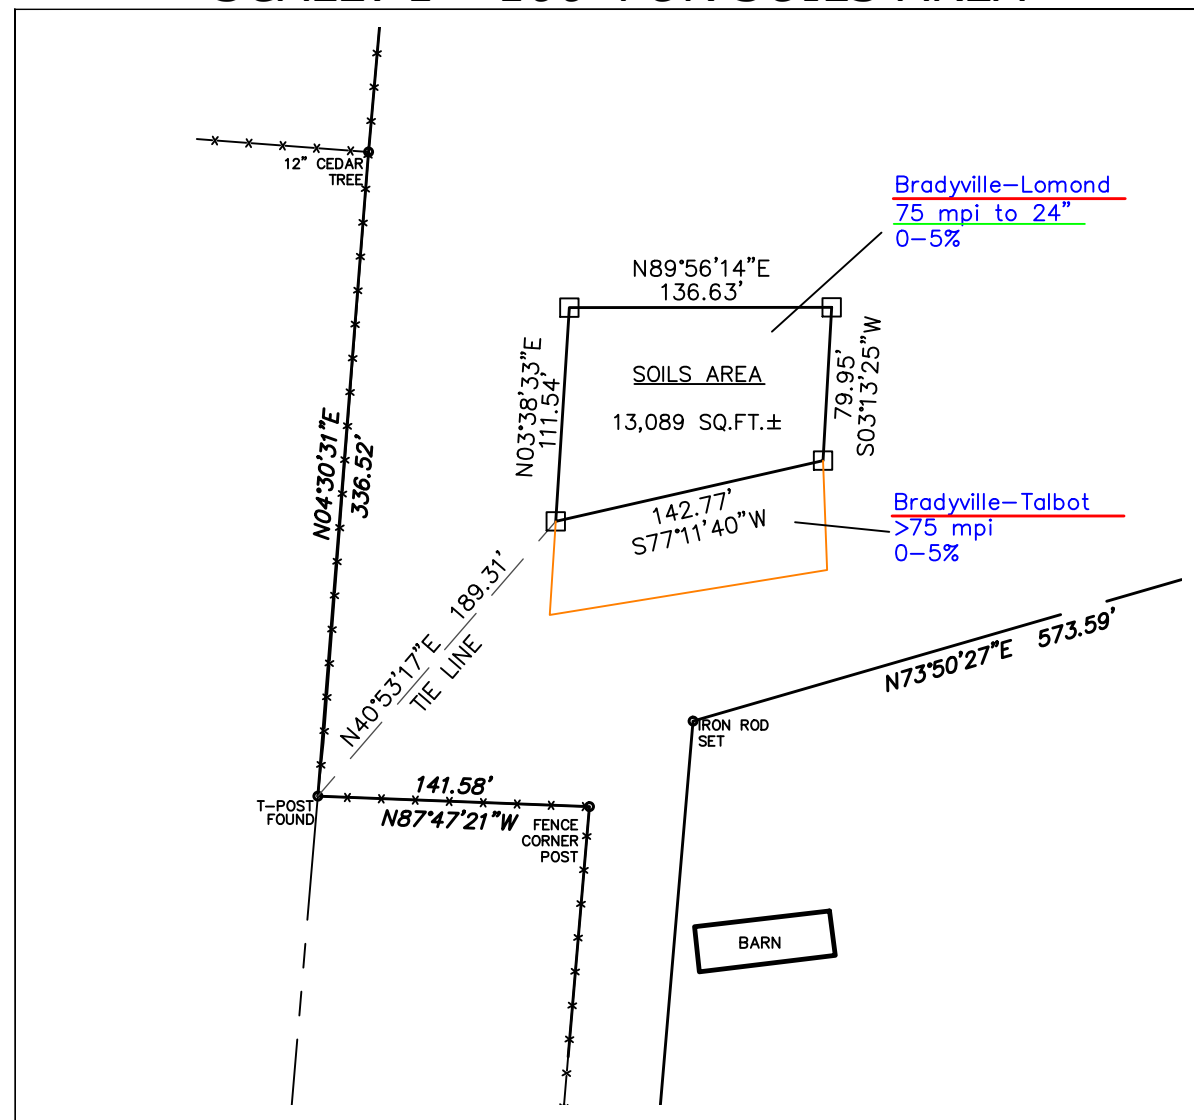 12" CEDAR
TREE
Bradyville-Lomond
75 mpi to 24"
0-5%
N89°56'14"E
136.63'
N03°38'33"E
111.54'
SOILS AREA
13,089 SQ.FT.±
79.95'
S03°13'25"W
142.77'
S77°11'40"W
Bradyville-Talbot
>75 mpi
0-5%
N04°30'31"E
336.52'
N40°53'17"E 189.31'
TIE LINE
N73°50'27"E 573.59'
IRON ROD
SET
T-POST
FOUND
141.58'
N87°47'21"W
FENCE
CORNER
POST
BARN